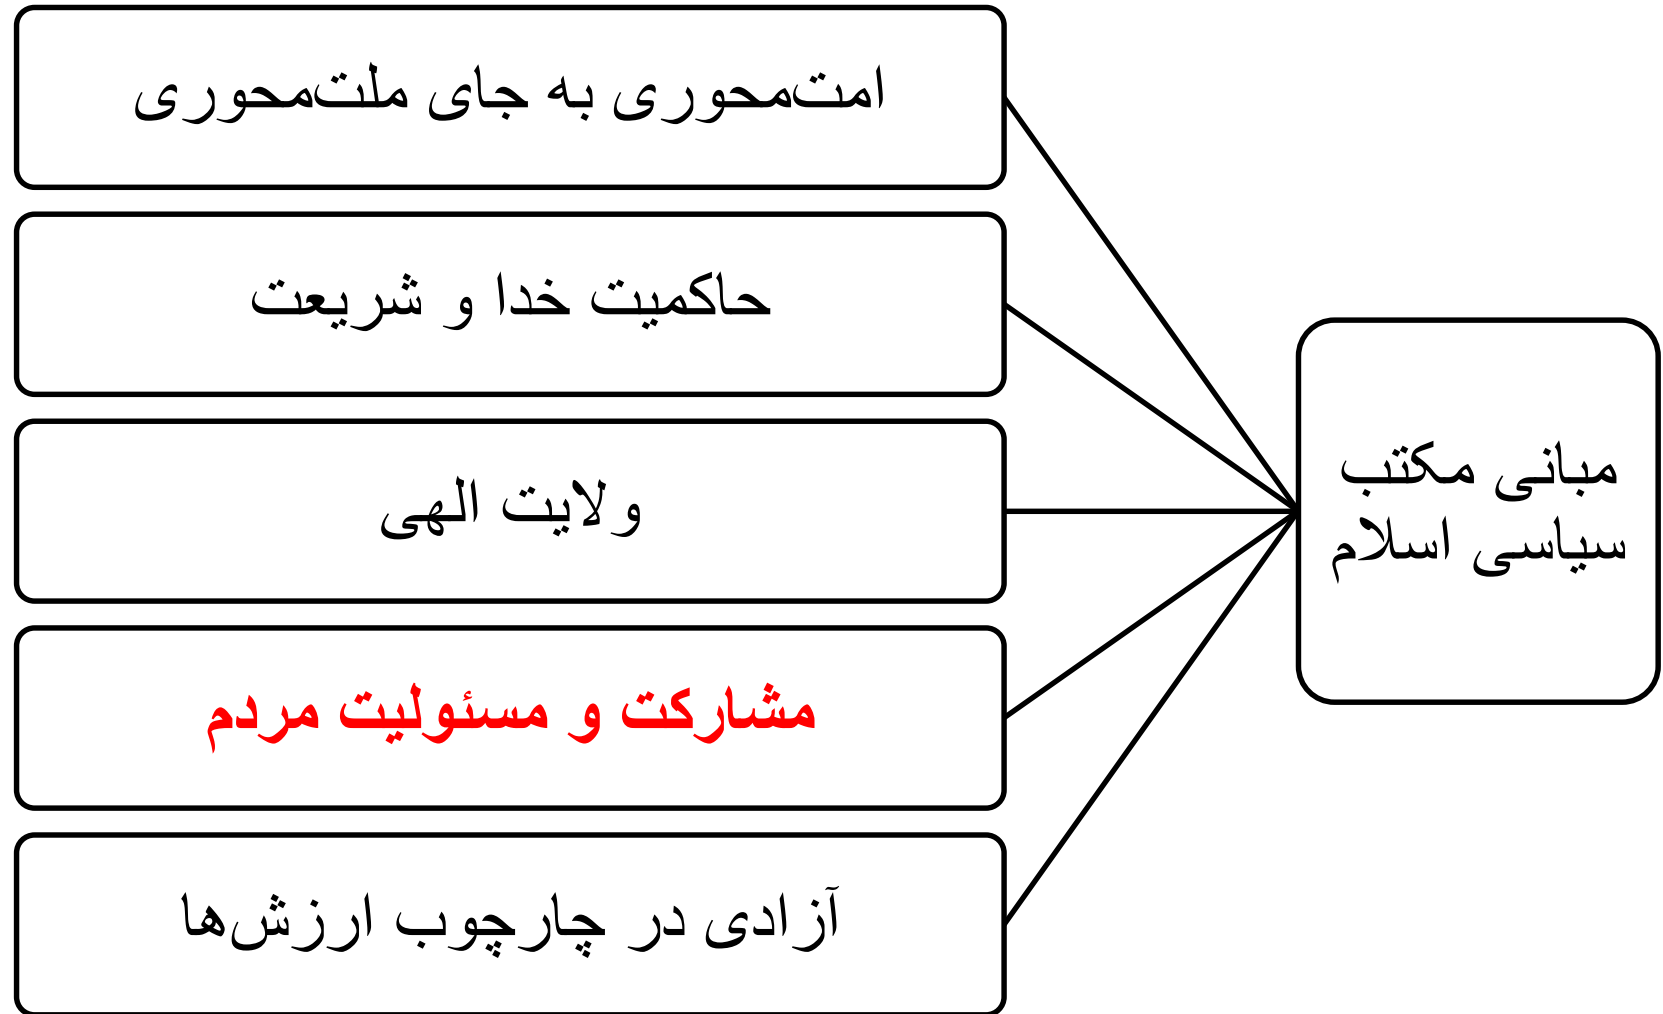 مبانی مکتب
سیاسی اسلام
امت‌محوری به جای ملت‌محوری
حاکمیت خدا و شریعت
ولایت الهی
مشارکت و مسئولیت مردم
آزادی در چارچوب ارزش‌ها